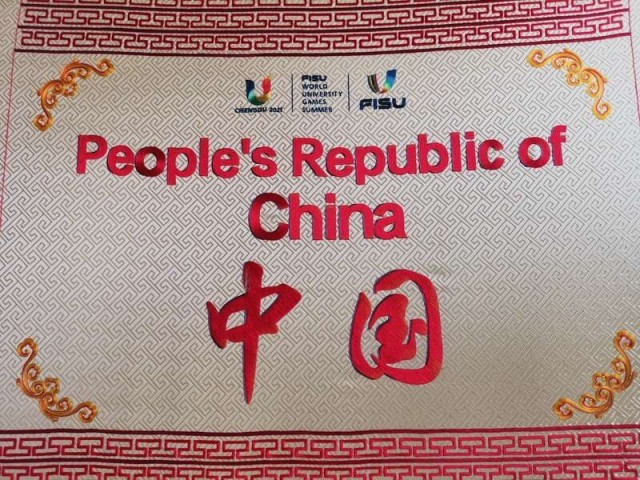 CHENGDU 2021
FISU
WORLD
UNIVERSITY
GAMES
SUMMER
FISU
People's Republic of
China
中国